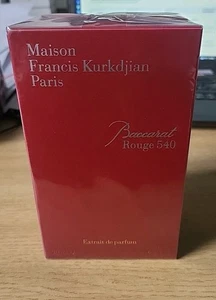 Maison
Francis Kurkdjian
Paris
Baccarat
Rouge 540
Extrait de parfum